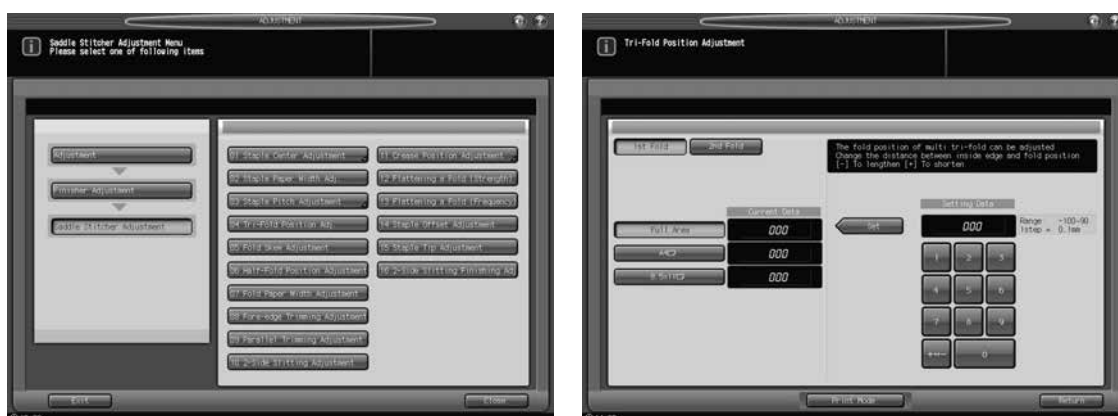 ADJUSTMENT
Saddle Stitcher Adjustment Menu
Please select one of following items
Adjustment
Finisher Adjustment
Saddle Stitcher Adjustment
01 Staple Center Adjustment
02 Staple Paper Width Adj.
03 Staple Pitch Adjustment
04 Tri-Fold Position Adj.
05 Fold Skew Adjustment
06 Half-Fold Position Adjustment
07 Fold Paper Width Adjustment
08 Fore-edge Trimming Adjustment
09 Parallel Trimming Adjustment
10 2-Side Slitting Adjustment
11 Crease Position Adjustment
12 Flattening a Fold (Strength)
13 Flattening a Fold (Frequency)
14 Staple Offset Adjustment
15 Staple Tip Adjustment
16 2-Side Slitting Finishing Adj
Exit
Close
ADJUSTMENT
Tri-Fold Position Adjustment
1st Fold
2nd Fold
The fold position of multi tri-fold can be adjusted
Change the distance between inside edge and fold position
[-] To lengthen [+] To shorten
Current Data
Full Area
000
A4
000
8.5x11
000
Set
Setting Data
000
Range -100~90
1step = 0.1mm
1 2 3
4 5 6
7 8 9
+<->- 0
Print Mode
Return